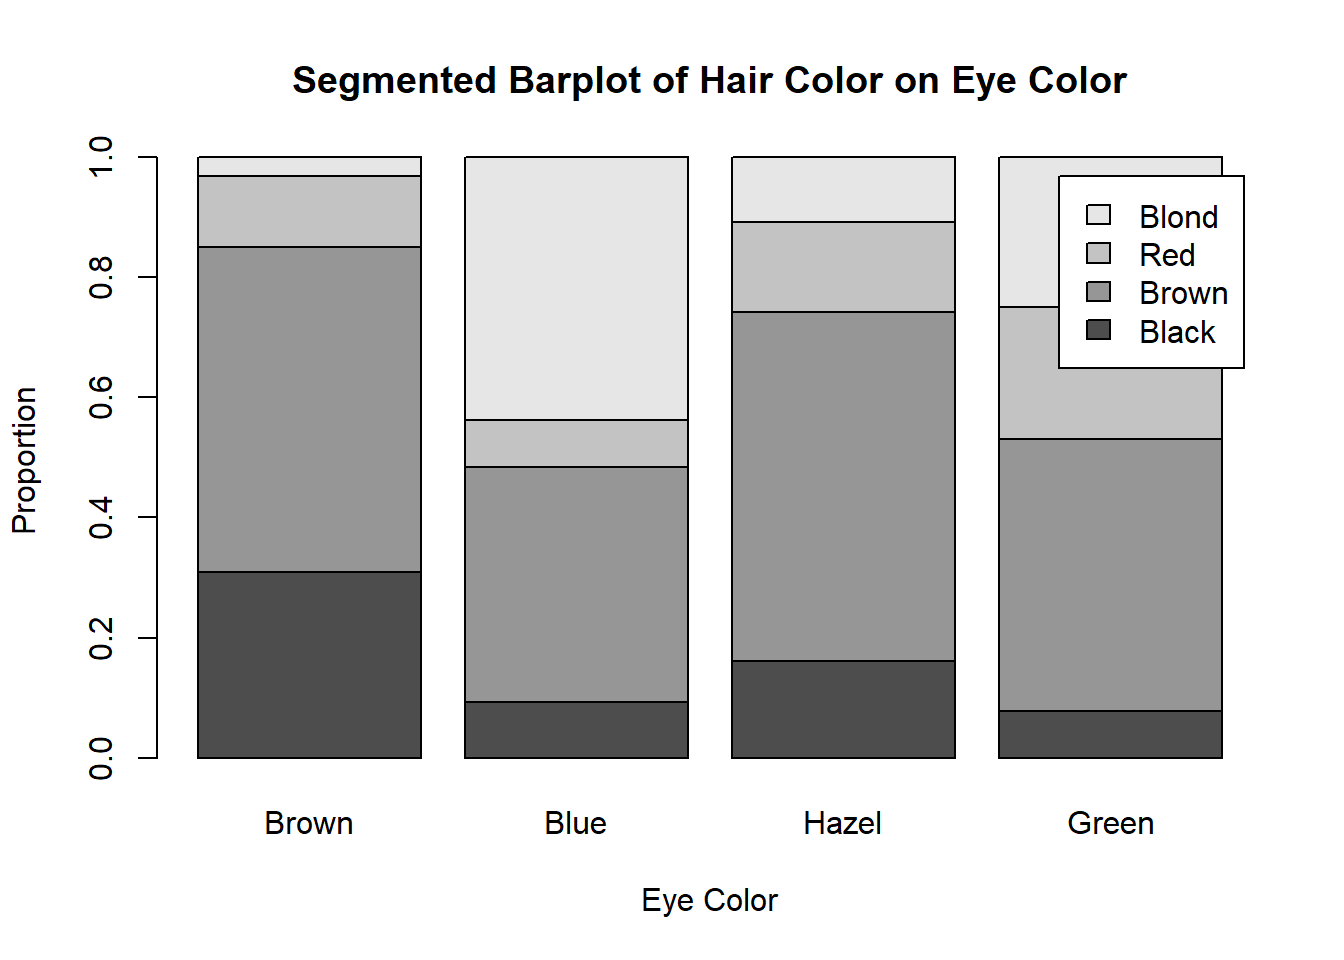 Segmented Barplot of Hair Color on Eye Color
1.0
0.8
0.6
0.4
0.2
0.0
Proportion
Blond
Red
Brown
Black
Brown Blue Hazel Green
Eye Color